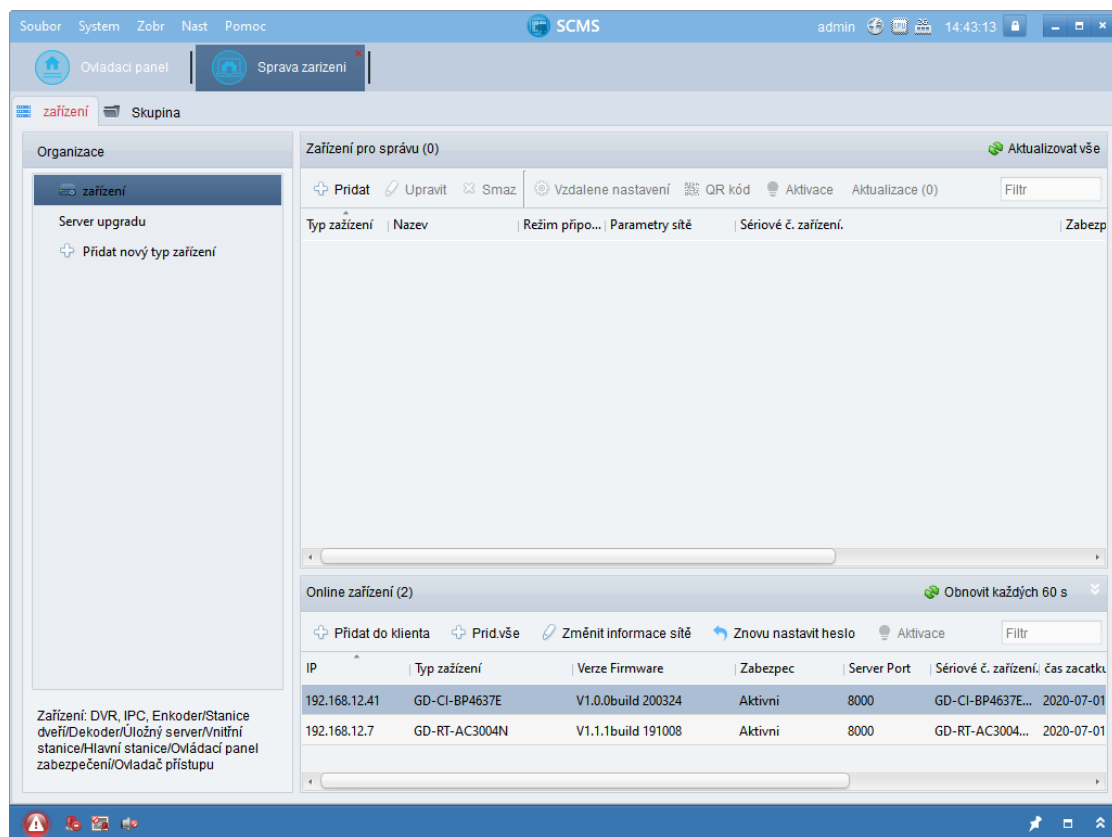 Soubor System Zobr Nast Pomoc SCMS admin 14:43:13
Ovladaci panel Sprava zarizeni
zařízení Skupina
Organizace
zařízení
Server upgradu
Přidat nový typ zařízení
Zařízení: DVR, IPC, Enkoder/Stanice
dveří/Dekoder/Úložný server/Vnitřní
stanice/Hlavní stanice/Ovládácí panel
zabezpečení/Ovladač přístupu
Zařízení pro správu (0) Aktualizovat vše
Pridat Upravit Smaz Vzdalene nastavení QR kód Aktivace Aktualizace (0) Filtr
Typ zažízení Nazev Režim připo... Parametry sítě Sériové č. zařízení. Zabezp
Online zařízení (2) Obnovit každých 60 s
Přidat do klienta Prid.vše Změnit informace sítě Znovu nastavit heslo Aktivace Filtr
IP Typ zažízení Verze Firmware Zabezpec Server Port Sériové č. zařízení. čas zacatku
192.168.12.41 GD-CI-BP4637E V1.0.0build 200324 Aktivni 8000 GD-CI-BP4637E... 2020-07-01
192.168.12.7 GD-RT-AC3004N V1.1.1build 191008 Aktivni 8000 GD-RT-AC3004... 2020-07-01